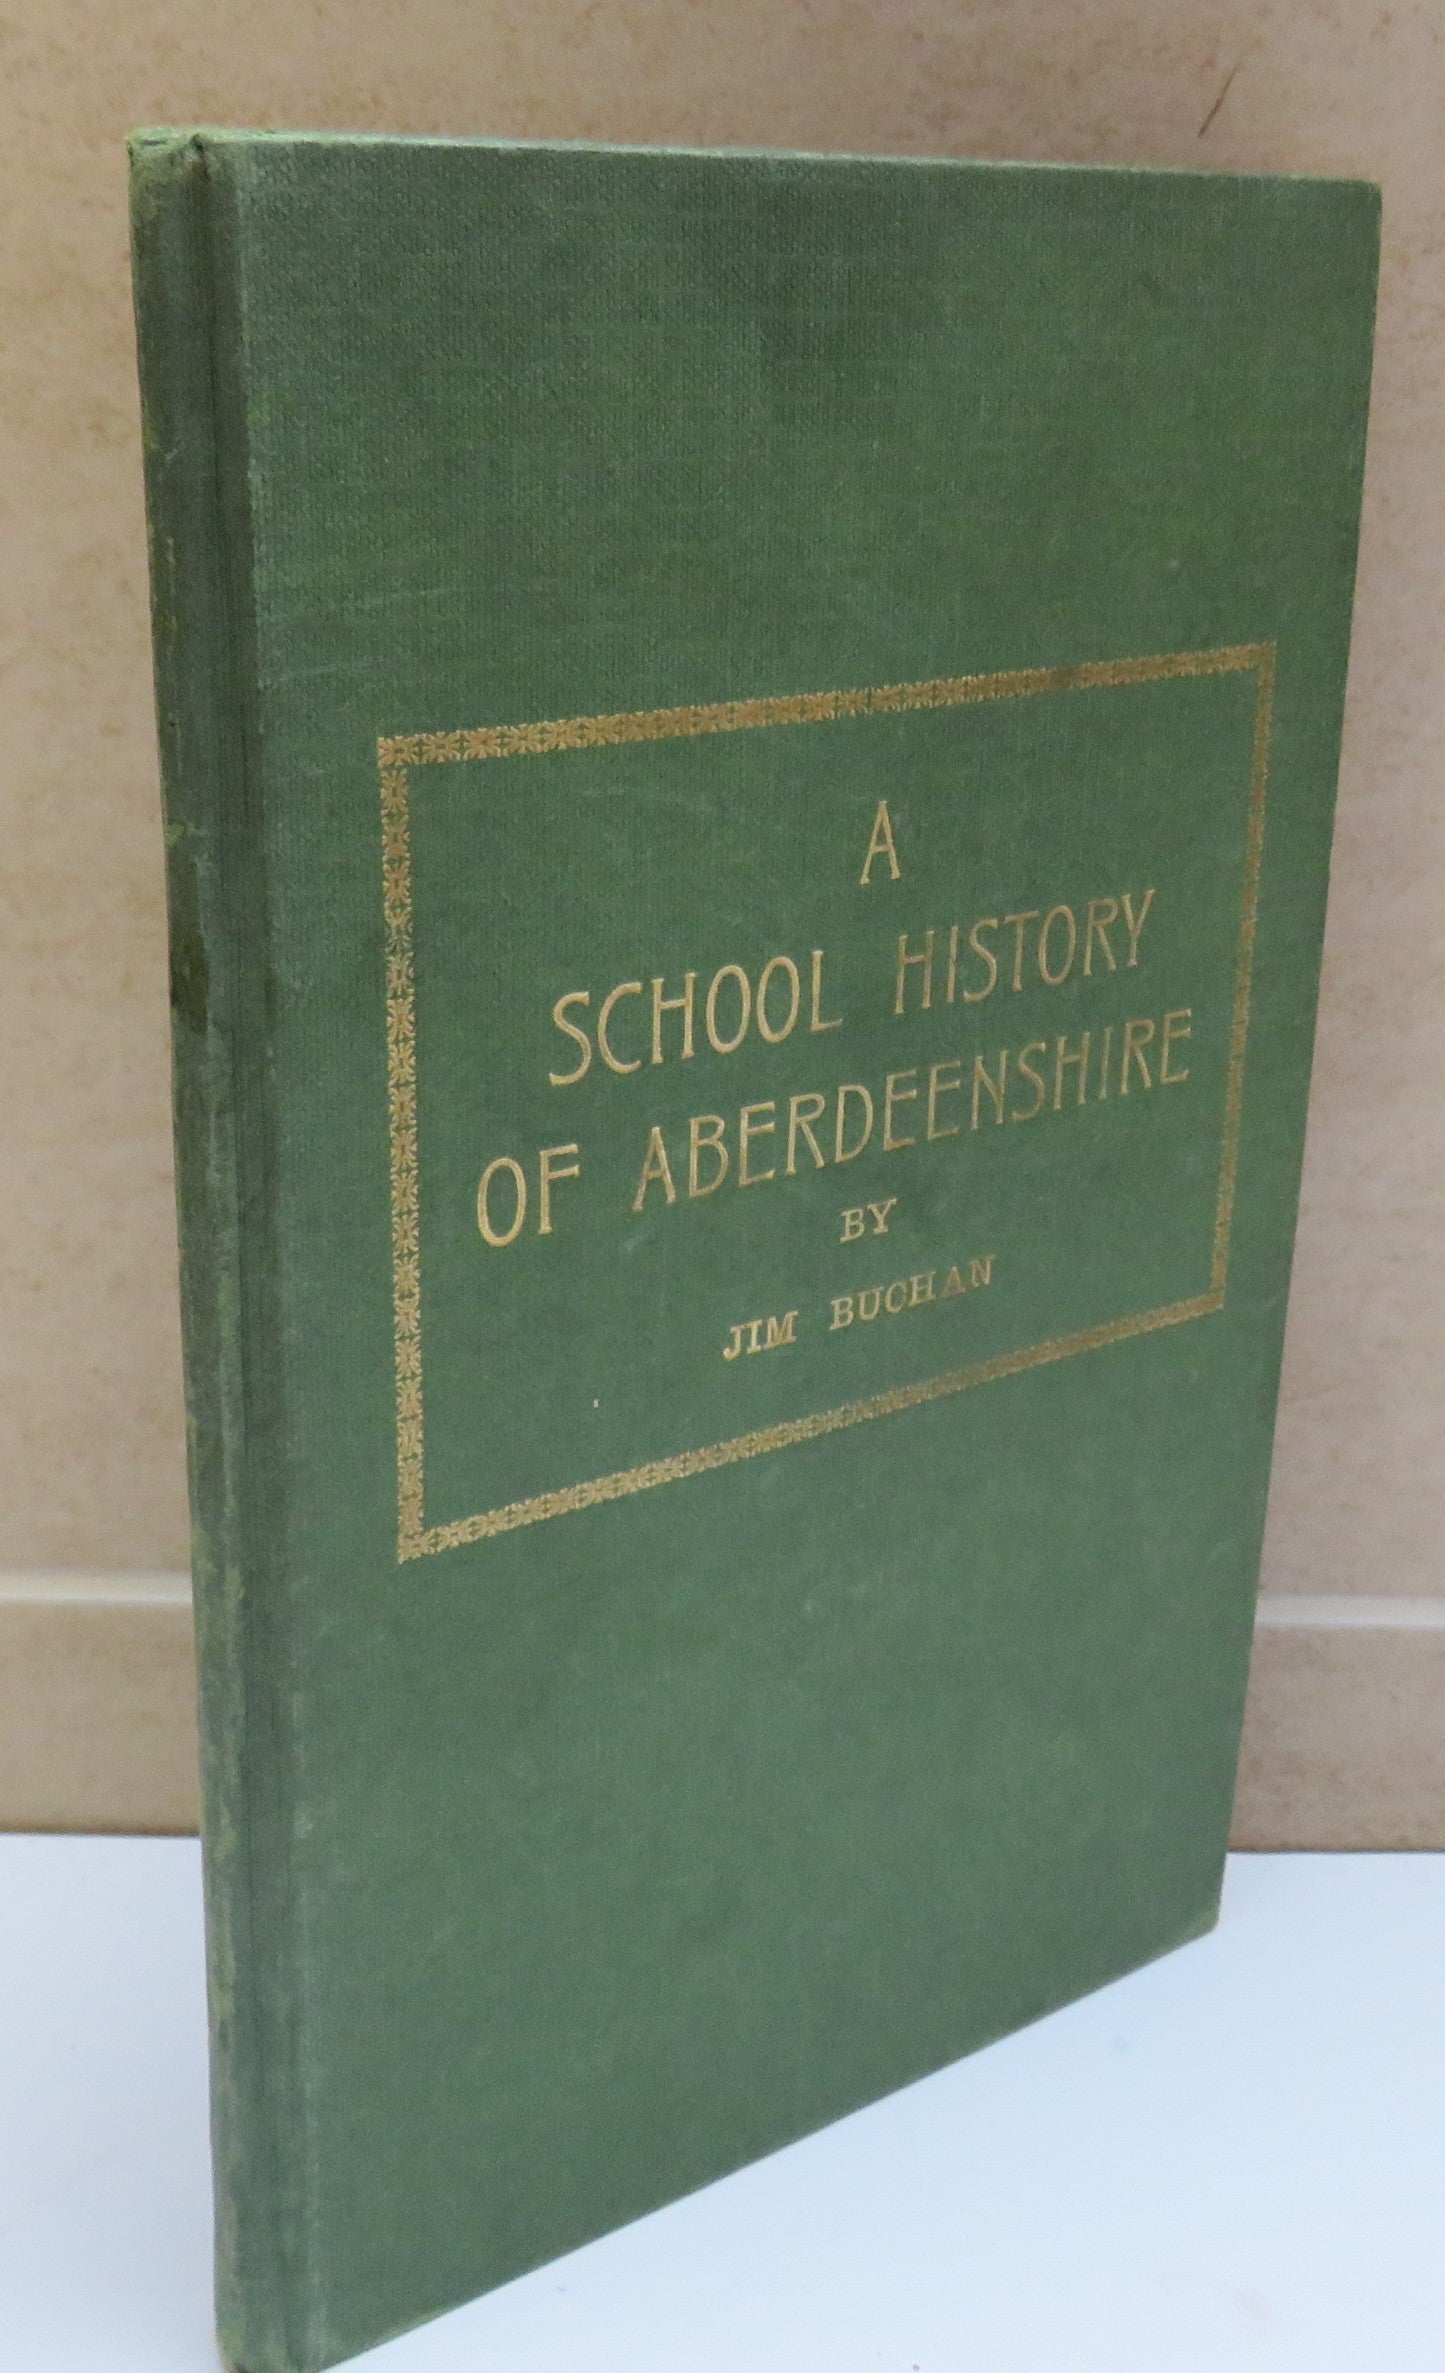 A
SCHOOL HISTORY
OF ABERDEENSHIRE
BY
JIM BUCHAN